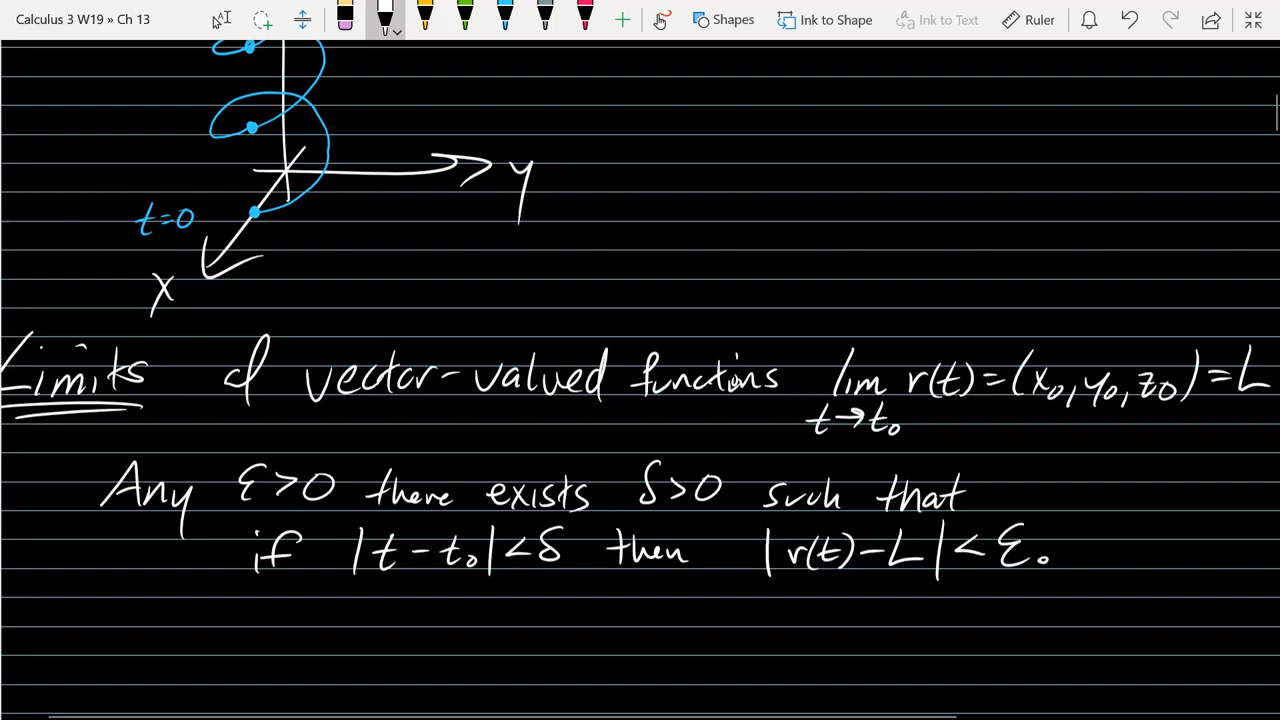 Calculus 3 W19 » Ch 13
Shapes
Ink to Shape
Ink to Text
Ruler
y
t=0
x
Limits of vector-valued functions lim r(t)=(x₀,y₀,z₀)=L
t→t₀
Any ε>0 there exists δ>0 such that
if |t-t₀|<δ then |r(t)-L|<ε.